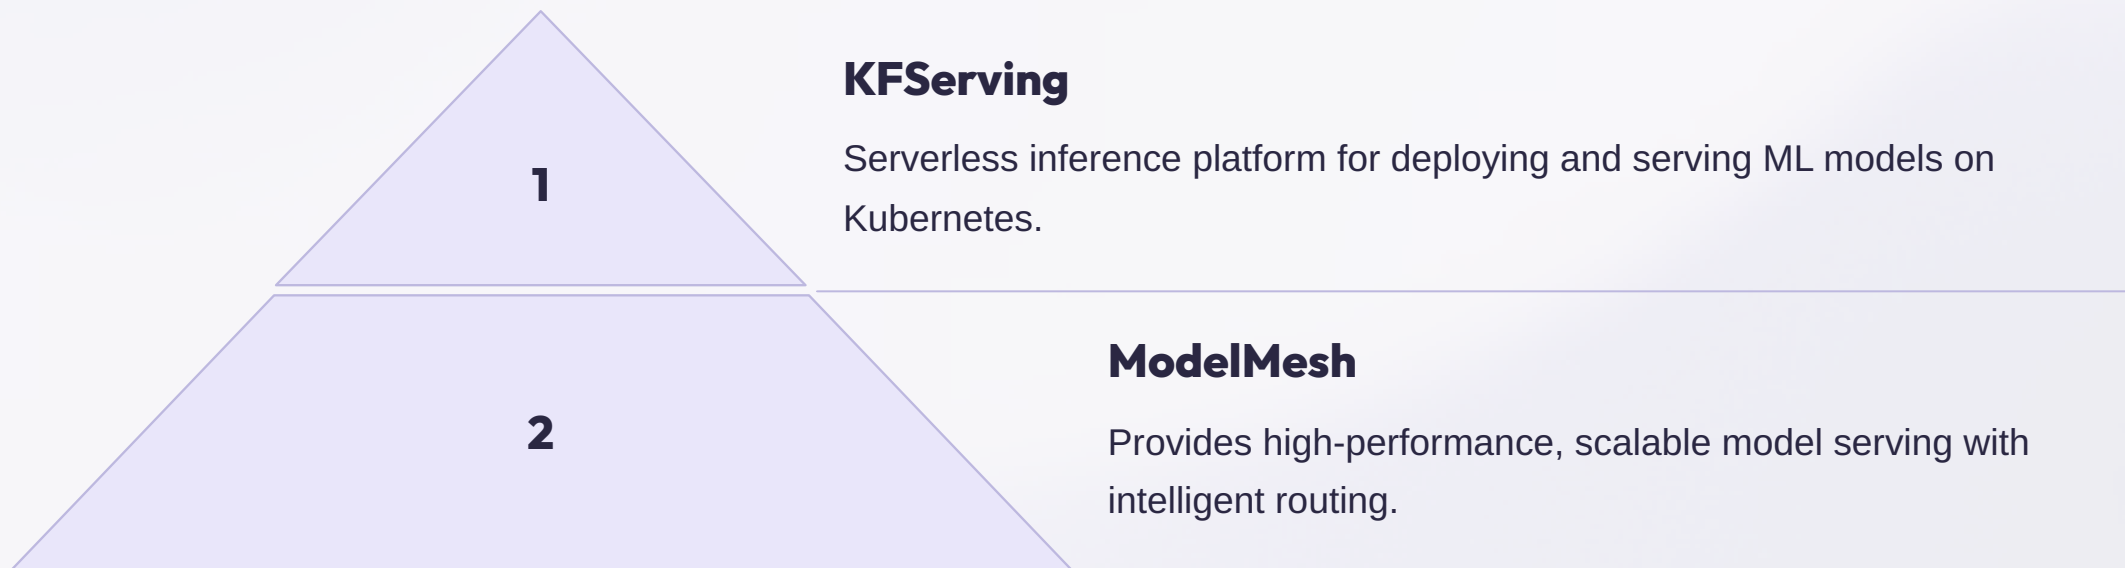 1
KFServing
Serverless inference platform for deploying and serving ML models on
Kubernetes.
2
ModelMesh
Provides high-performance, scalable model serving with
intelligent routing.